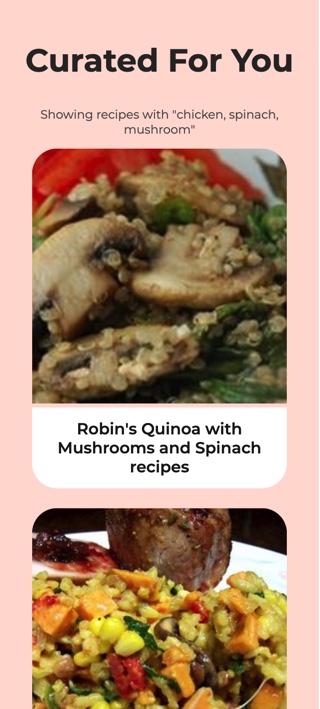 Curated For You
Showing recipes with "chicken, spinach,
mushroom"
Robin's Quinoa with
Mushrooms and Spinach
recipes